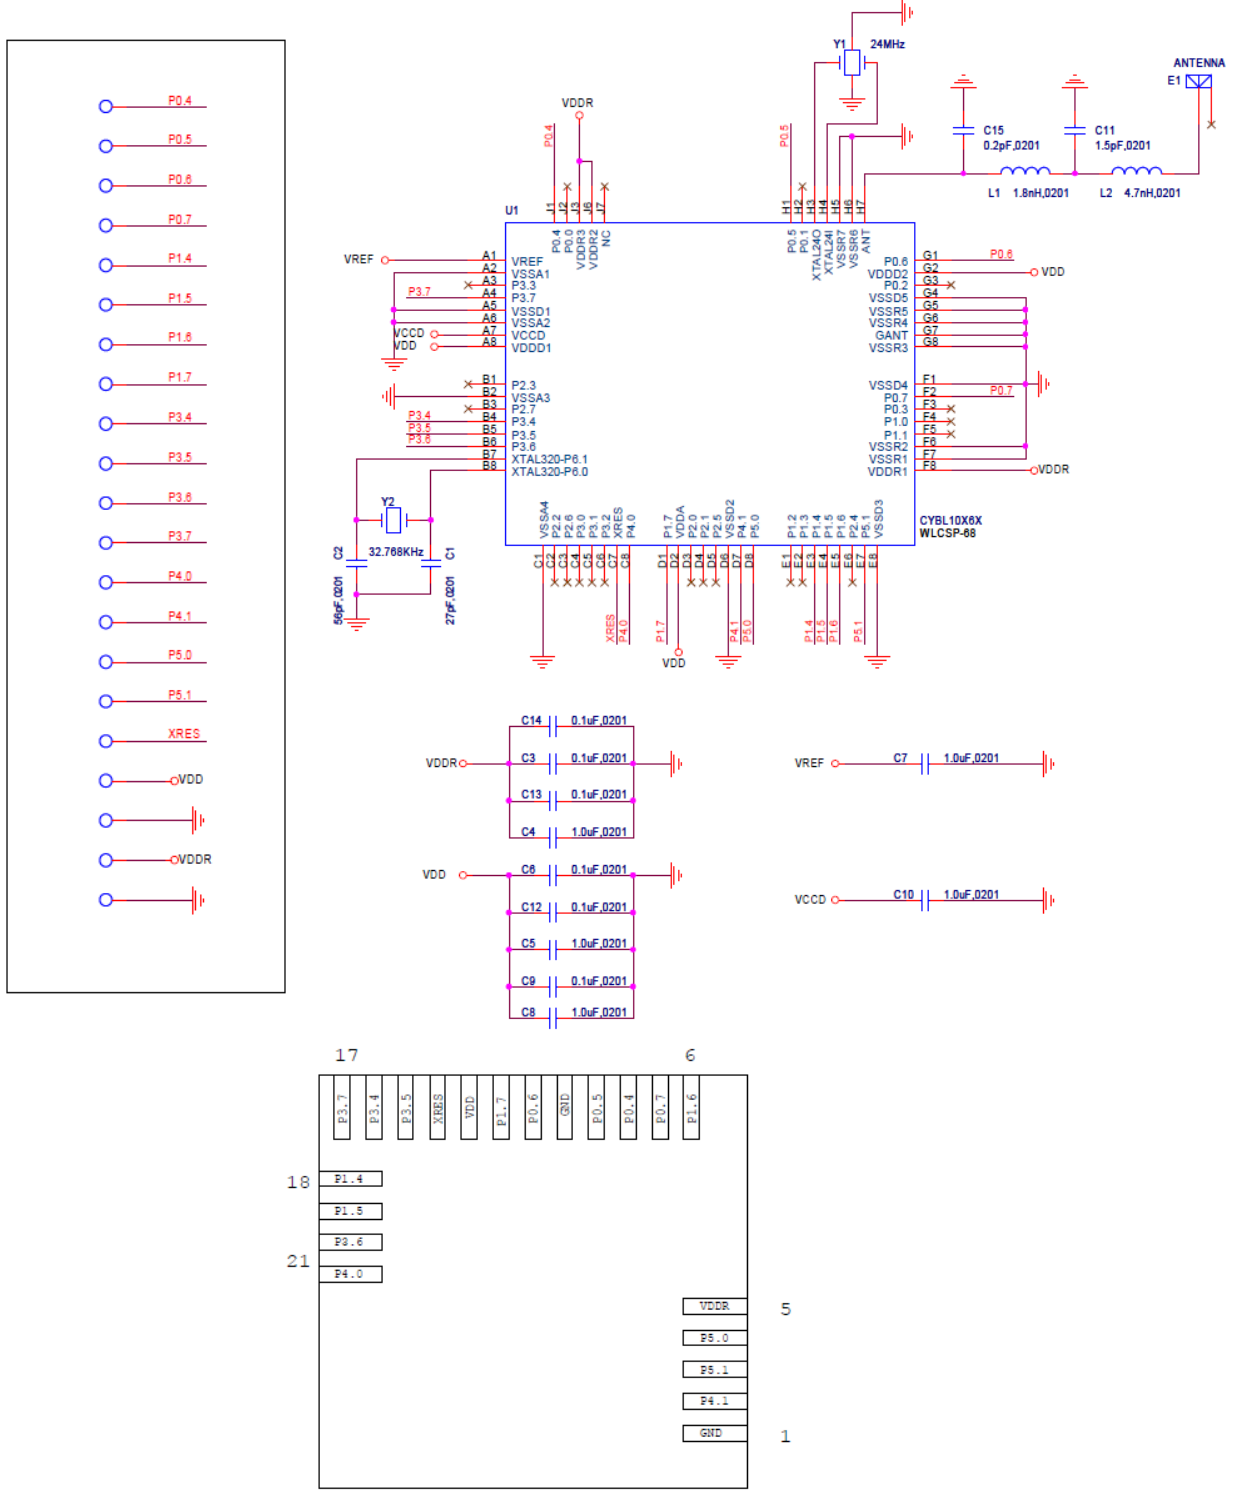 P0.4
P0.5
P0.6
P0.7
P1.4
P1.5
P1.6
P1.7
P3.4
P3.5
P3.6
P3.7
P4.0
P4.1
P5.0
P5.1
XRES
VDD
VDDR
Y1 24MHz
ANTENNA
E1
C15
0.2pF,0201
C11
1.5pF,0201
L1 1.8nH,0201
L2 4.7nH,0201
VDDR
P0.4
P0.5
U1
J1 J2 J3 J6 J7
P0.4 P0.0 VDDR3 VDDR2 NC
H1 H2 H3 H4 H5 H6 H7
P0.5 P0.1 XTAL24O XTAL24I VSSR7 VSSR6 ANT
VREF A1 VREF
A2 VSSA1
A3 P3.3
P3.7 A4 P3.7
A5 VSSD1
A6 VSSA2
VCCD A7 VCCD
VDD A8 VDDD1
B1 P2.3
B2 VSSA3
B3 P2.7
P3.4 B4 P3.4
P3.5 B5 P3.5
P3.6 B6 P3.6
B7 XTAL32O-P6.1
B8 XTAL32O-P6.0
P0.6 G1 P0.6
VDDD2 G2 VDD
P0.2 G3
VSSD5 G4
VSSR5 G5
VSSR4 G6
GANT G7
VSSR3 G8
VSSD4 F1
P0.7 F2 P0.7
P0.3 F3
P1.0 F4
P1.1 F5
VSSR2 F6
VSSR1 F7
VDDR1 F8 VDDR
Y2
32.768KHz
C2
56pF,0201
C1
27pF,0201
VSSA4 P2.2 P2.6 P3.0 P3.1 P3.2 XRES P4.0
C1 C2 C3 C4 C5 C6 C7 C8
XRES P4.0
P1.7 VDDA P2.0 P2.1 P2.5 VSSD2 P4.1 P5.0
D1 D2 D3 D4 D5 D6 D7 D8
P1.7 VDD P4.1 P5.0
P1.2 P1.3 P1.4 P1.5 P1.6 P2.4 P5.1 VSSD3
E1 E2 E3 E4 E5 E6 E7 E8
P1.4 P1.5 P1.6 P5.1
CYBL10X6X
WLCSP-68
VDDR
C14 0.1uF,0201
C3 0.1uF,0201
C13 0.1uF,0201
C4 1.0uF,0201
VDD
C6 0.1uF,0201
C12 0.1uF,0201
C5 1.0uF,0201
C9 0.1uF,0201
C8 1.0uF,0201
VREF C7 1.0uF,0201
VCCD C10 1.0uF,0201
17 6
P3.7 P3.4 P3.5 XRES VDD P1.7 P0.6 GND P0.5 P0.4 P0.7 P1.6
18 P1.4
P1.5
P3.6
21 P4.0
VDDR 5
P5.0
P5.1
P4.1
GND 1